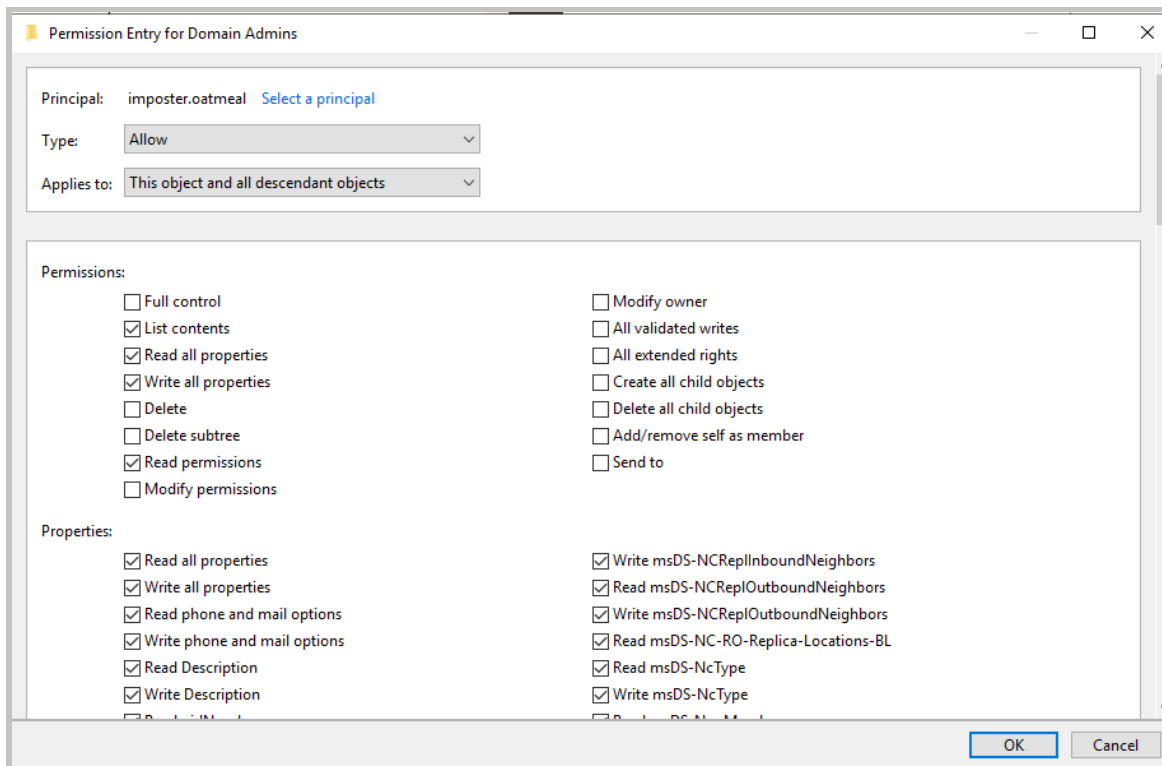 Permission Entry for Domain Admins
Principal: imposter.oatmeal Select a principal
Type: Allow
Applies to: This object and all descendant objects
Permissions:
Full control
List contents
Read all properties
Write all properties
Delete
Delete subtree
Read permissions
Modify permissions
Modify owner
All validated writes
All extended rights
Create all child objects
Delete all child objects
Add/remove self as member
Send to
Properties:
Read all properties
Write all properties
Read phone and mail options
Write phone and mail options
Read Description
Write Description
Write msDS-NCReplInboundNeighbors
Read msDS-NCReplOutboundNeighbors
Write msDS-NCReplOutboundNeighbors
Read msDS-NC-RO-Replica-Locations-BL
Read msDS-NcType
Write msDS-NcType
OK Cancel